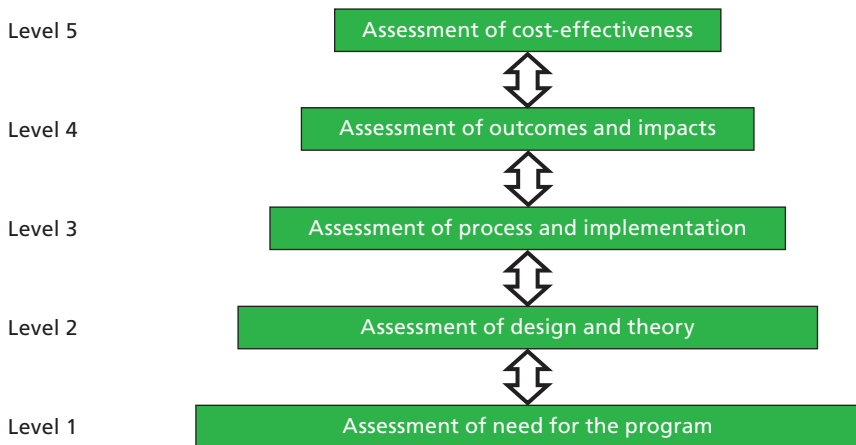 Level 5 Assessment of cost-effectiveness
Level 4 Assessment of outcomes and impacts
Level 3 Assessment of process and implementation
Level 2 Assessment of design and theory
Level 1 Assessment of need for the program